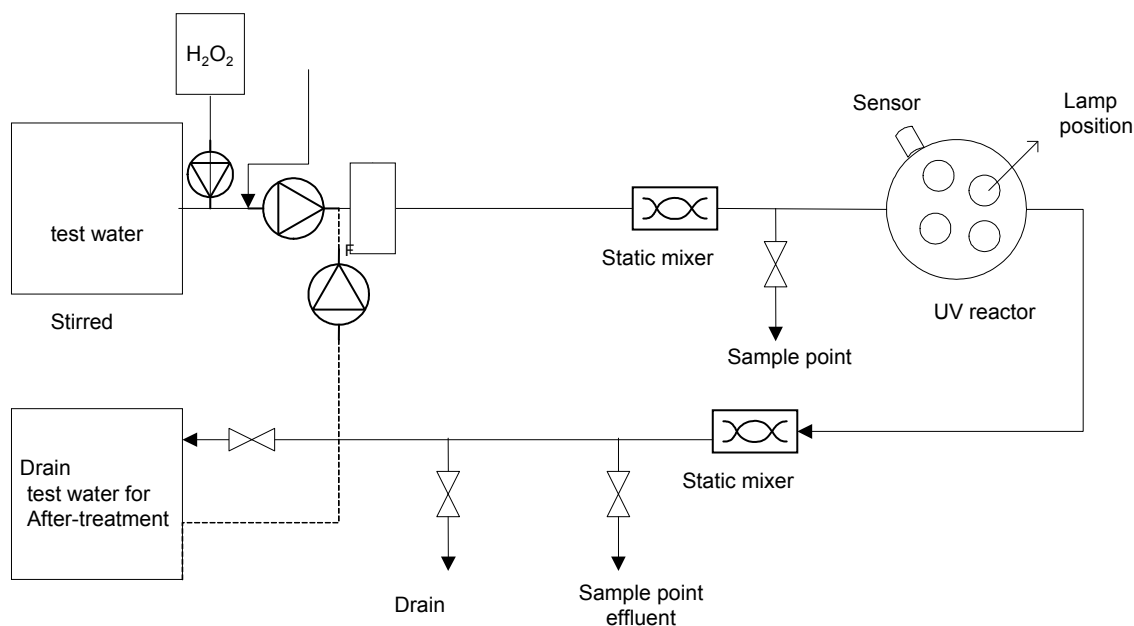 H₂O₂
Sensor
Lamp
position
test water
F
Static mixer
Stirred
UV reactor
Sample point
Drain
test water for
After-treatment
Static mixer
Drain
Sample point
effluent